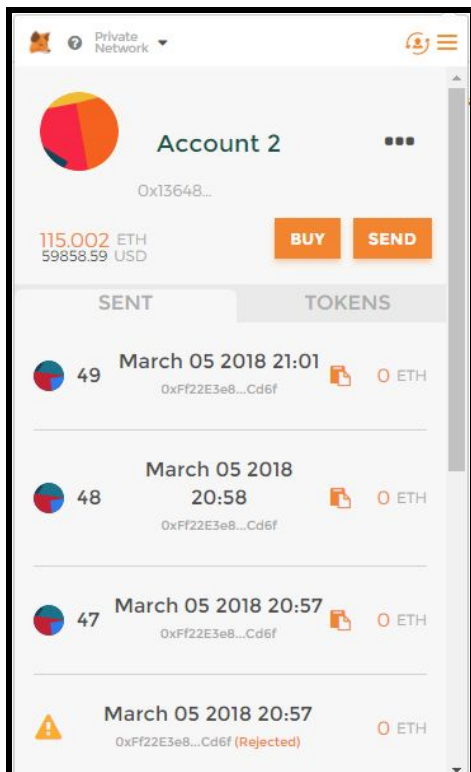 Private
Network
Account 2
0x13648...
115.002 ETH
59858.59 USD
BUY
SEND
SENT
TOKENS
49
March 05 2018 21:01
0xFf22E3e8...Cd6f
0 ETH
48
March 05 2018
20:58
0xFf22E3e8...Cd6f
0 ETH
47
March 05 2018 20:57
0xFf22E3e8...Cd6f
0 ETH
March 05 2018 20:57
0xFf22E3e8...Cd6f (Rejected)
0 ETH